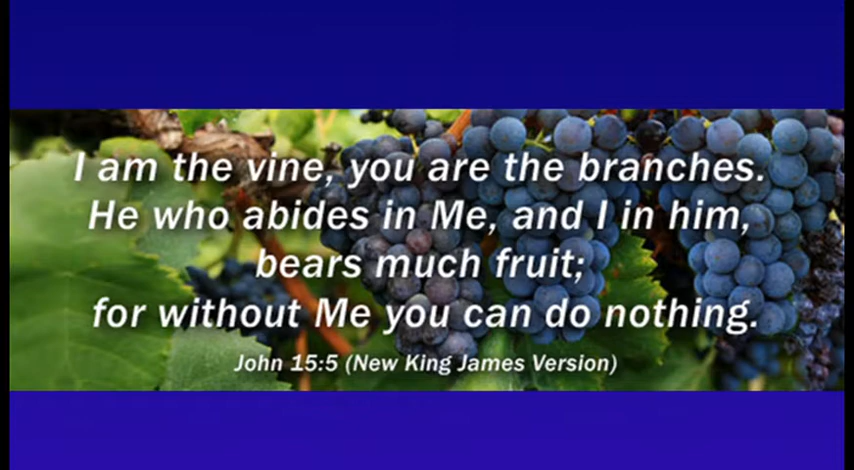 I am the vine, you are the branches.
He who abides in Me, and I in him,
bears much fruit;
for without Me you can do nothing.
John 15:5 (New King James Version)